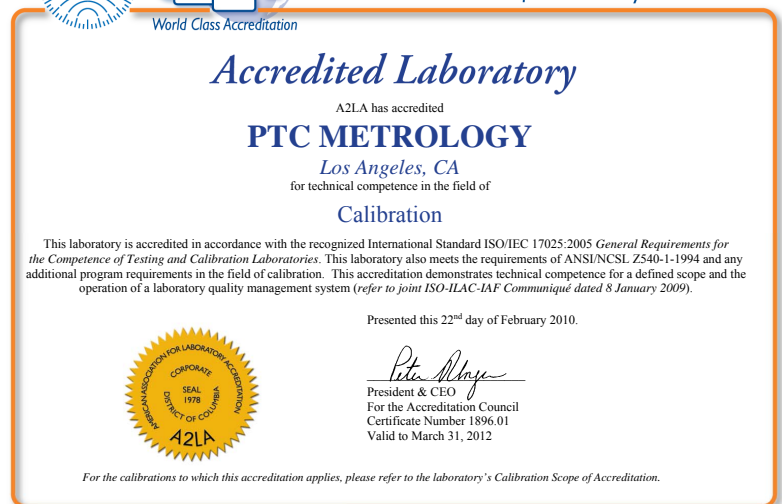 World Class Accreditation
Accredited Laboratory
A2LA has accredited
PTC METROLOGY
Los Angeles, CA
for technical competence in the field of
Calibration
This laboratory is accredited in accordance with the recognized International Standard ISO/IEC 17025:2005 General Requirements for
the Competence of Testing and Calibration Laboratories. This laboratory also meets the requirements of ANSI/NCSL Z540-1-1994 and any
additional program requirements in the field of calibration. This accreditation demonstrates technical competence for a defined scope and the
operation of a laboratory quality management system (refer to joint ISO-ILAC-IAF Communiqué dated 8 January 2009).
Presented this 22nd day of February 2010.
President & CEO
For the Accreditation Council
Certificate Number 1896.01
Valid to March 31, 2012
AMERICAN ASSOCIATION FOR LABORATORY ACCREDITATION
CORPORATE
SEAL
1978
DISTRICT OF COLUMBIA
A2LA
For the calibrations to which this accreditation applies, please refer to the laboratory's Calibration Scope of Accreditation.